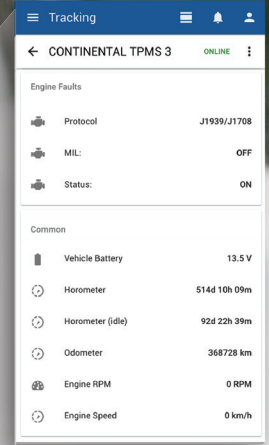 Tracking
CONTINENTAL TPMS 3 ONLINE
Engine Faults
Protocol J1939/J1708
MIL: OFF
Status: ON
Common
Vehicle Battery 13.5 V
Horometer 514d 10h 09m
Horometer (idle) 92d 22h 39m
Odometer 368728 km
Engine RPM 0 RPM
Engine Speed 0 km/h